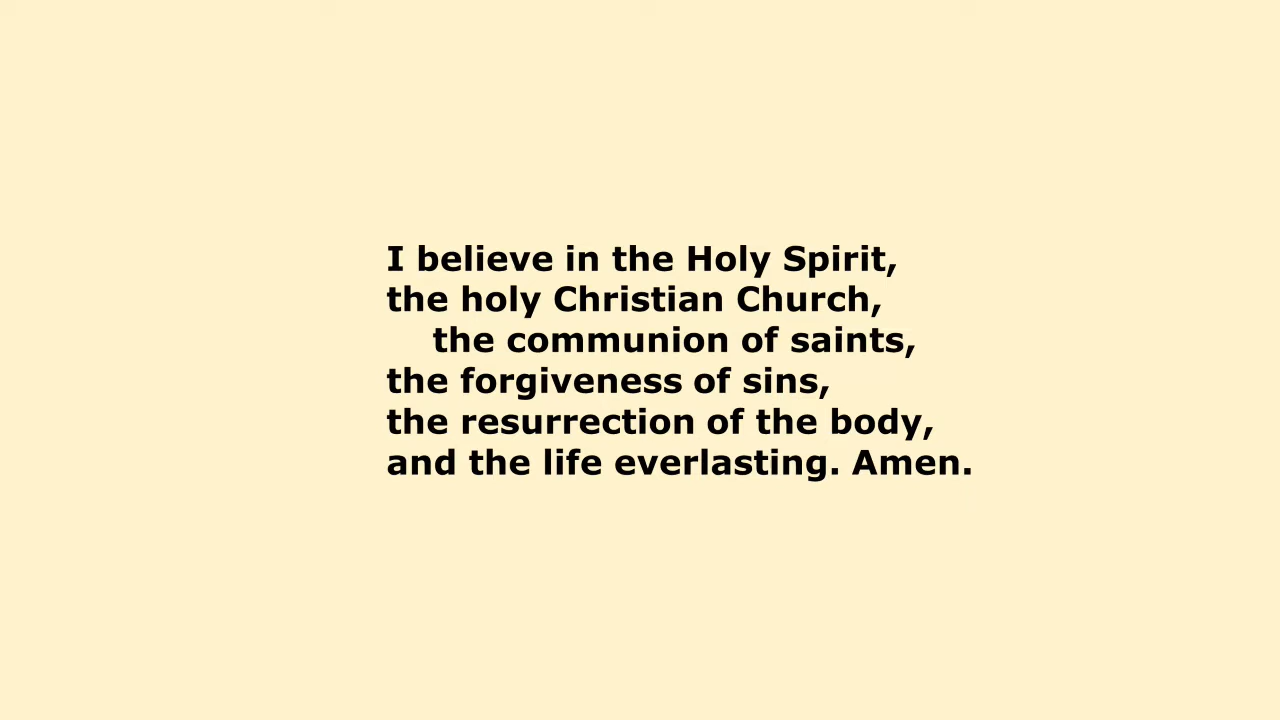 I believe in the Holy Spirit,
the holy Christian Church,
the communion of saints,
the forgiveness of sins,
the resurrection of the body,
and the life everlasting. Amen.